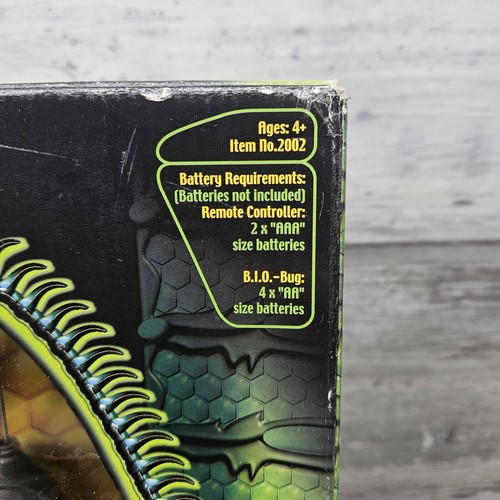 Ages: 4+
Item No.2002
Battery Requirements:
(Batteries not included)
Remote Controller:
2 x "AAA"
size batteries
B.I.O.-Bug:
4 x "AA"
size batteries